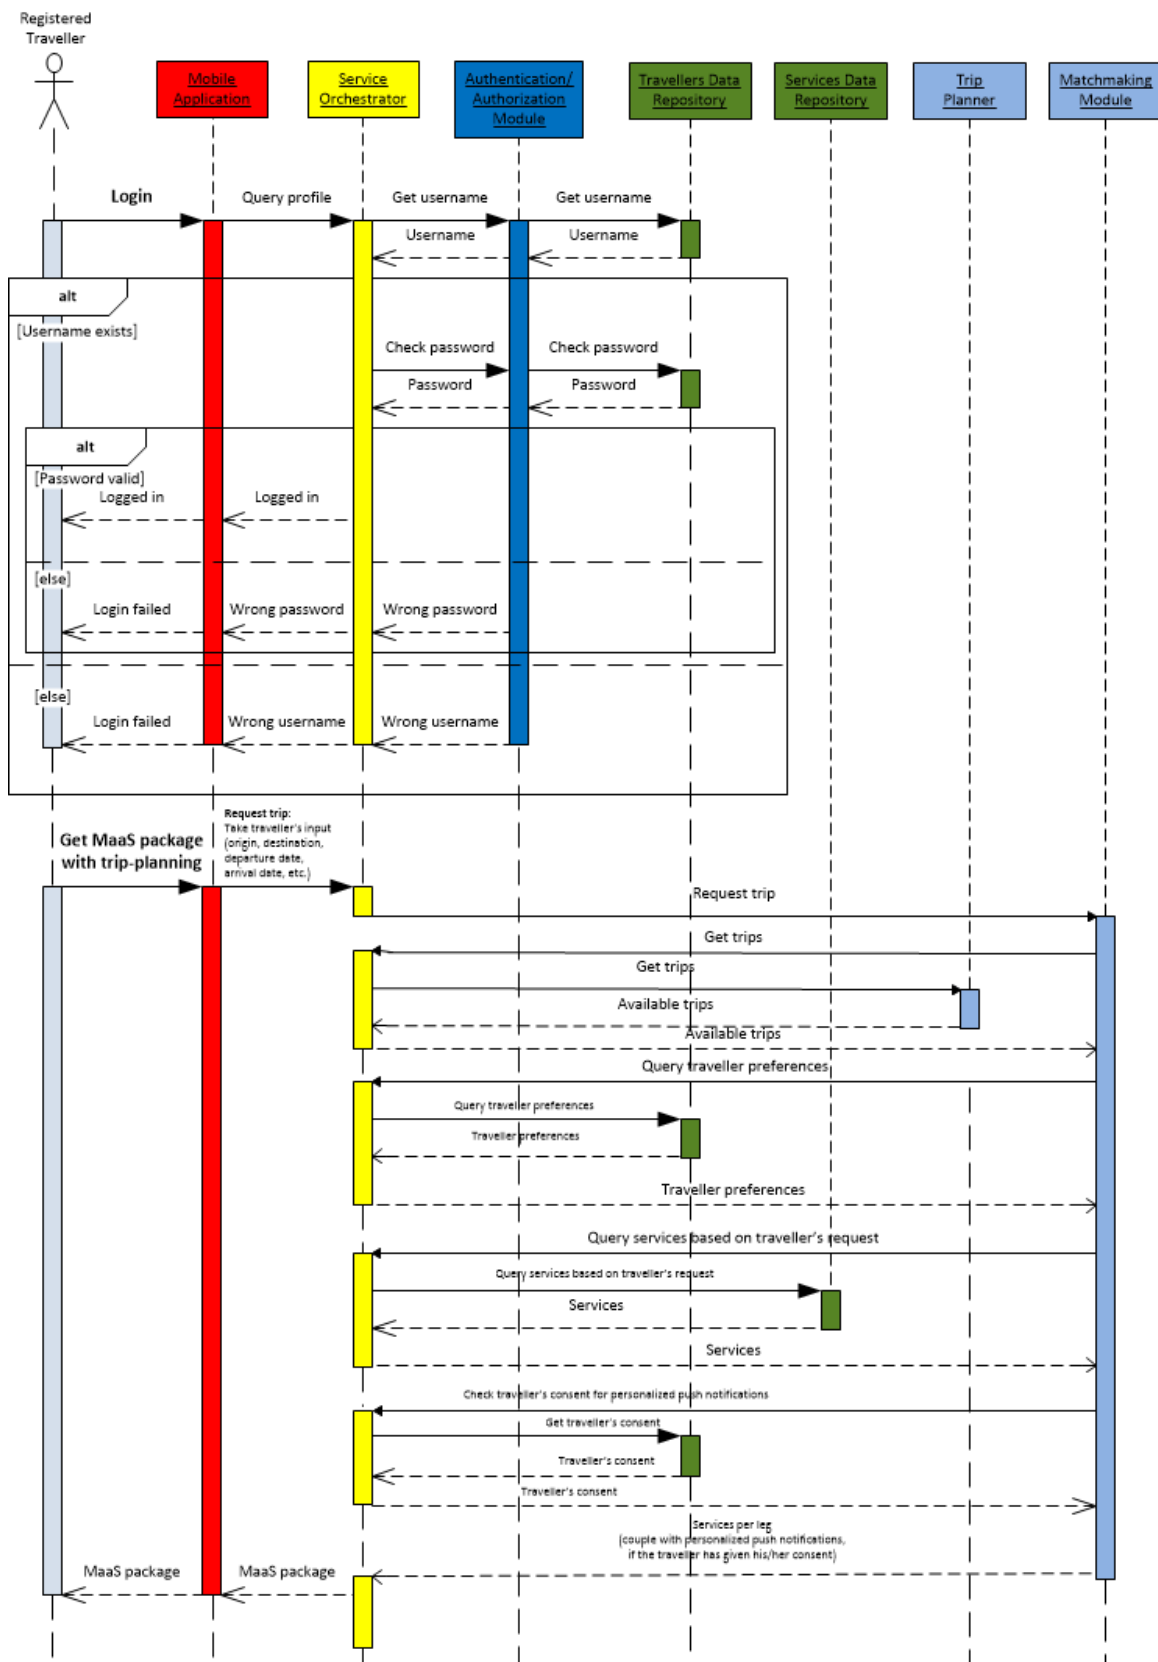 Registered
Traveller
Mobile
Application
Service
Orchestrator
Authentication/
Authorization
Module
Travellers Data
Repository
Services Data
Repository
Trip
Planner
Matchmaking
Module
Login
Query profile
Get username
Get username
Username
Username
alt
[Username exists]
Check password
Check password
Password
Password
alt
[Password valid]
Logged in
Logged in
[else]
Login failed
Wrong password
Wrong password
[else]
Login failed
Wrong username
Wrong username
Get MaaS package
with trip-planning
Request trip:
Take traveller's input
(origin, destination,
departure date,
arrival date, etc.)
Request trip
Get trips
Get trips
Available trips
Available trips
Query traveller preferences
Query traveller preferences
Traveller preferences
Traveller preferences
Query services based on traveller's request
Query services based on traveller's request
Services
Services
Check traveller's consent for personalized push notifications
Get traveller's consent
Traveller's consent
Traveller's consent
Services per leg
(couple with personalized push notifications,
if the traveller has given his/her consent)
MaaS package
MaaS package